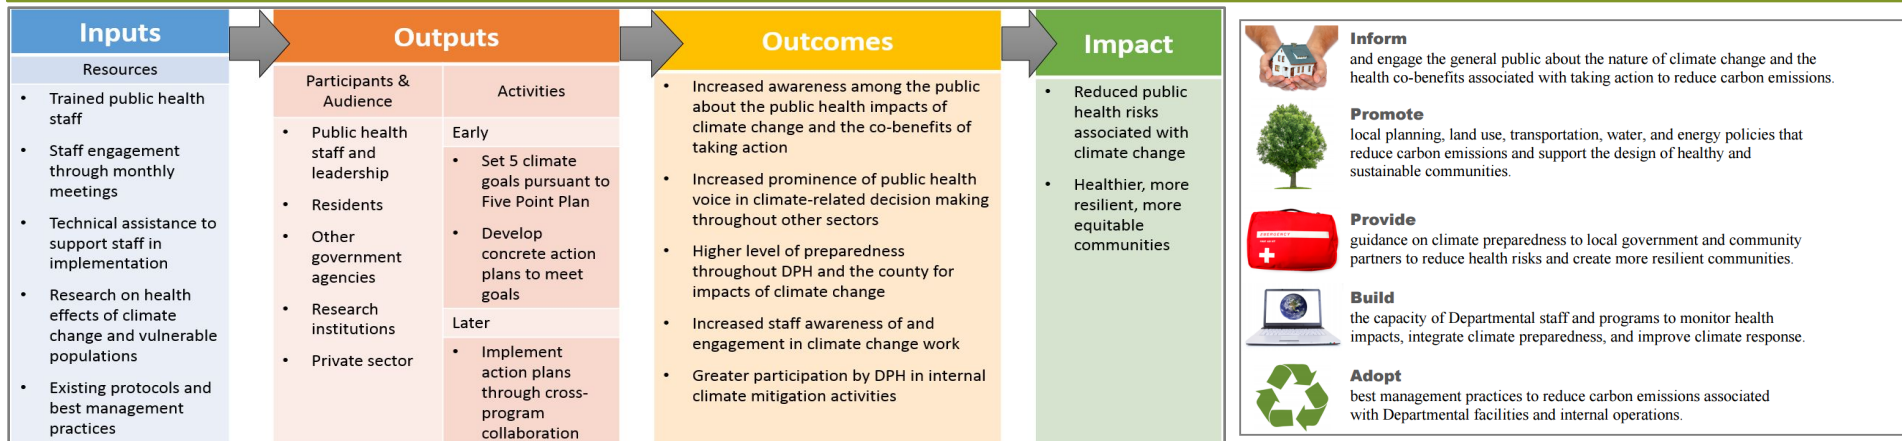 Inputs
Resources
• Trained public health
staff
• Staff engagement
through monthly
meetings
• Technical assistance to
support staff in
implementation
• Research on health
effects of climate
change and vulnerable
populations
• Existing protocols and
best management
practices
Outputs
Participants &
Audience
• Public health
staff and
leadership
• Residents
• Other
government
agencies
• Research
institutions
• Private sector
Activities
Early
• Set 5 climate
goals pursuant to
Five Point Plan
• Develop
concrete action
plans to meet
goals
Later
• Implement
action plans
through cross-
program
collaboration
Outcomes
• Increased awareness among the public
about the public health impacts of
climate change and the co-benefits of
taking action
• Increased prominence of public health
voice in climate-related decision making
throughout other sectors
• Higher level of preparedness
throughout DPH and the county for
impacts of climate change
• Increased staff awareness of and
engagement in climate change work
• Greater participation by DPH in internal
climate mitigation activities
Impact
• Reduced public
health risks
associated with
climate change
• Healthier, more
resilient, more
equitable
communities
Inform
and engage the general public about the nature of climate change and the
health co-benefits associated with taking action to reduce carbon emissions.
Promote
local planning, land use, transportation, water, and energy policies that
reduce carbon emissions and support the design of healthy and
sustainable communities.
EMERGENCY
Provide
guidance on climate preparedness to local government and community
partners to reduce health risks and create more resilient communities.
Build
the capacity of Departmental staff and programs to monitor health
impacts, integrate climate preparedness, and improve climate response.
Adopt
best management practices to reduce carbon emissions associated
with Departmental facilities and internal operations.